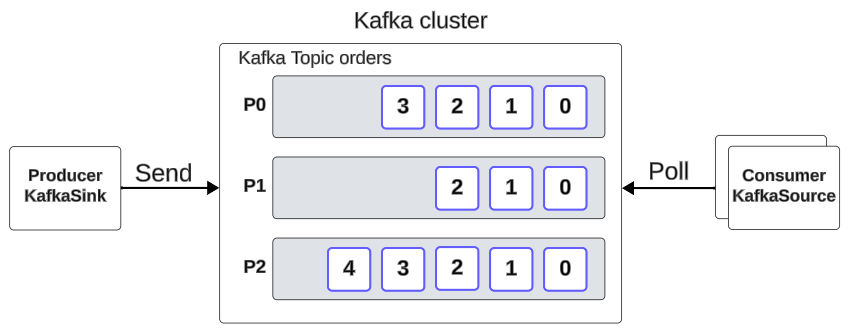 Kafka cluster
Kafka Topic orders
P0 3 2 1 0
Producer
KafkaSink
Send
P1 2 1 0
Poll
Consumer
KafkaSource
P2 4 3 2 1 0